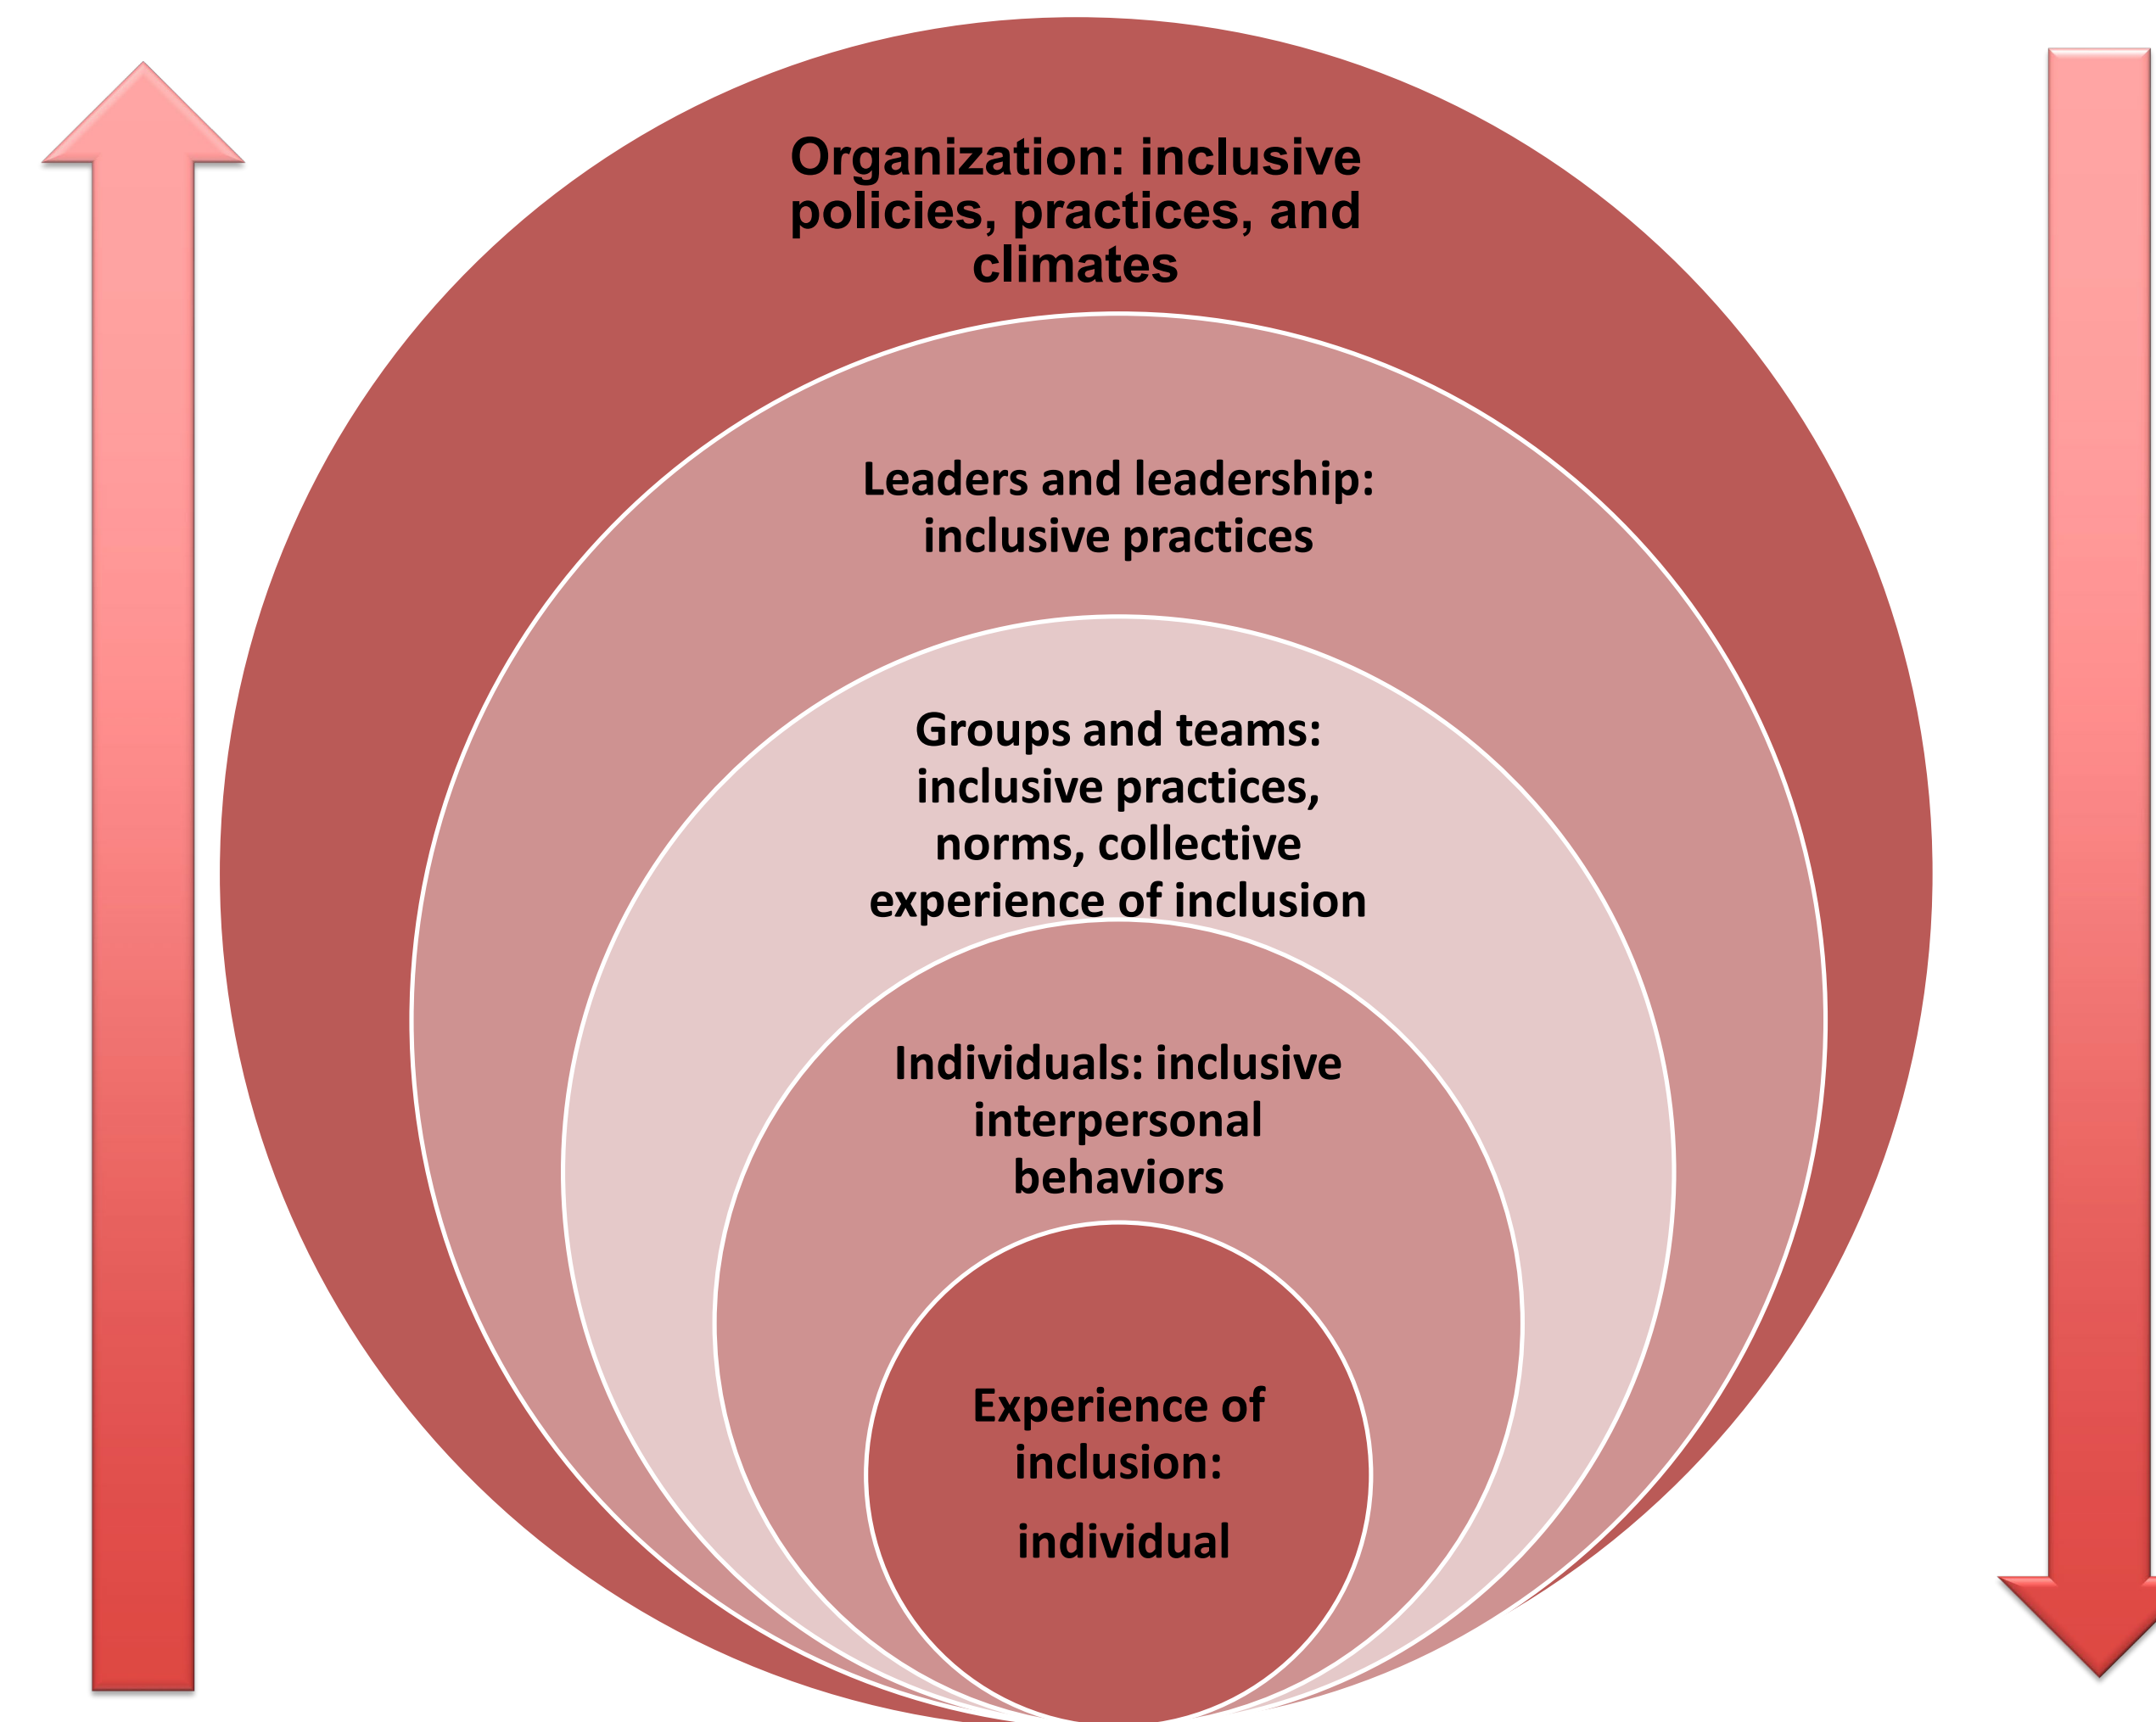 Organization: inclusive
policies, practices, and
climates
Leaders and leadership:
inclusive practices
Groups and teams:
inclusive practices,
norms, collective
experience of inclusion
Individuals: inclusive
interpersonal
behaviors
Experience of
inclusion:
individual